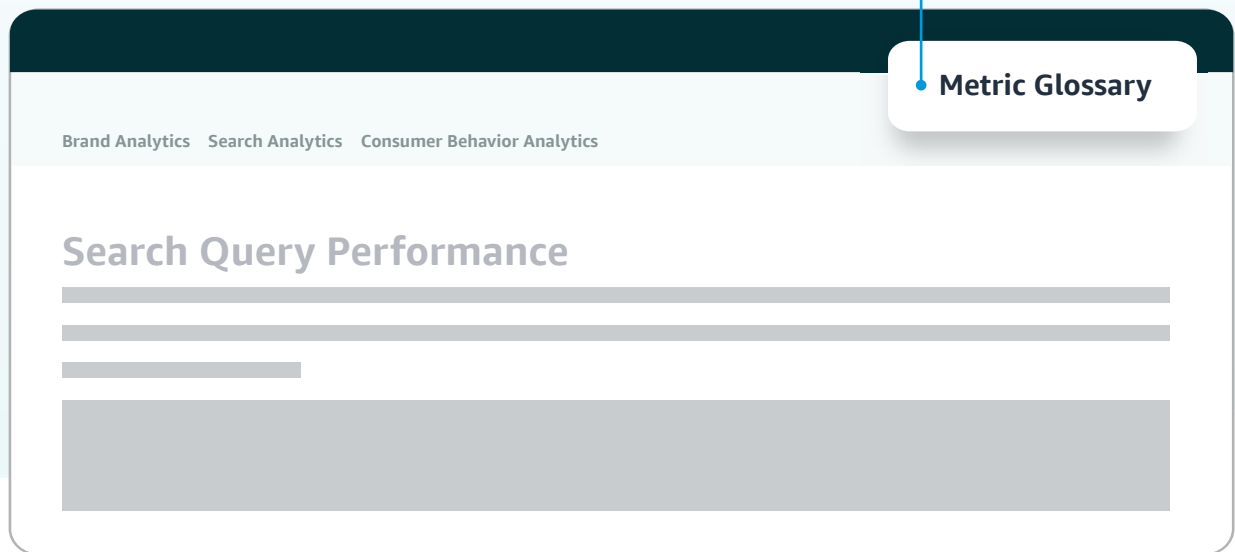 Metric Glossary
Brand Analytics Search Analytics Consumer Behavior Analytics
Search Query Performance